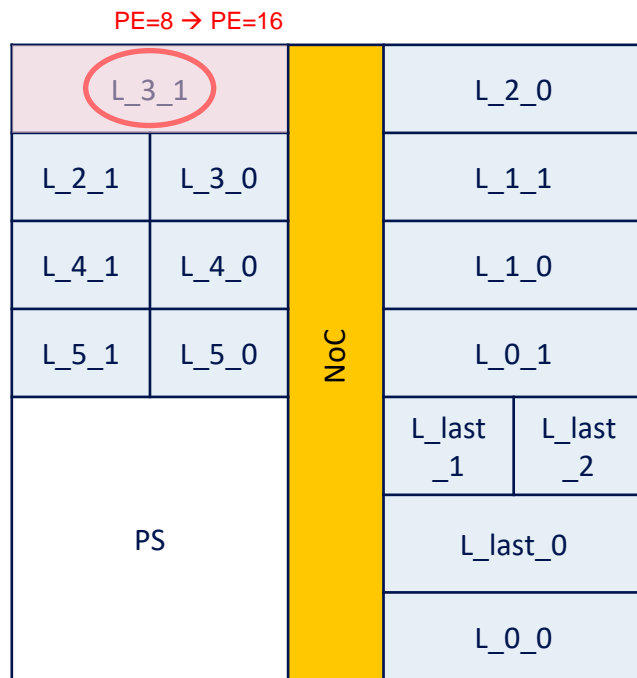 PE=8 → PE=16
L_3_1
L_2_1 L_3_0
L_4_1 L_4_0
L_5_1 L_5_0
PS
NoC
L_2_0
L_1_1
L_1_0
L_0_1
L_last
_1
L_last
_2
L_last_0
L_0_0